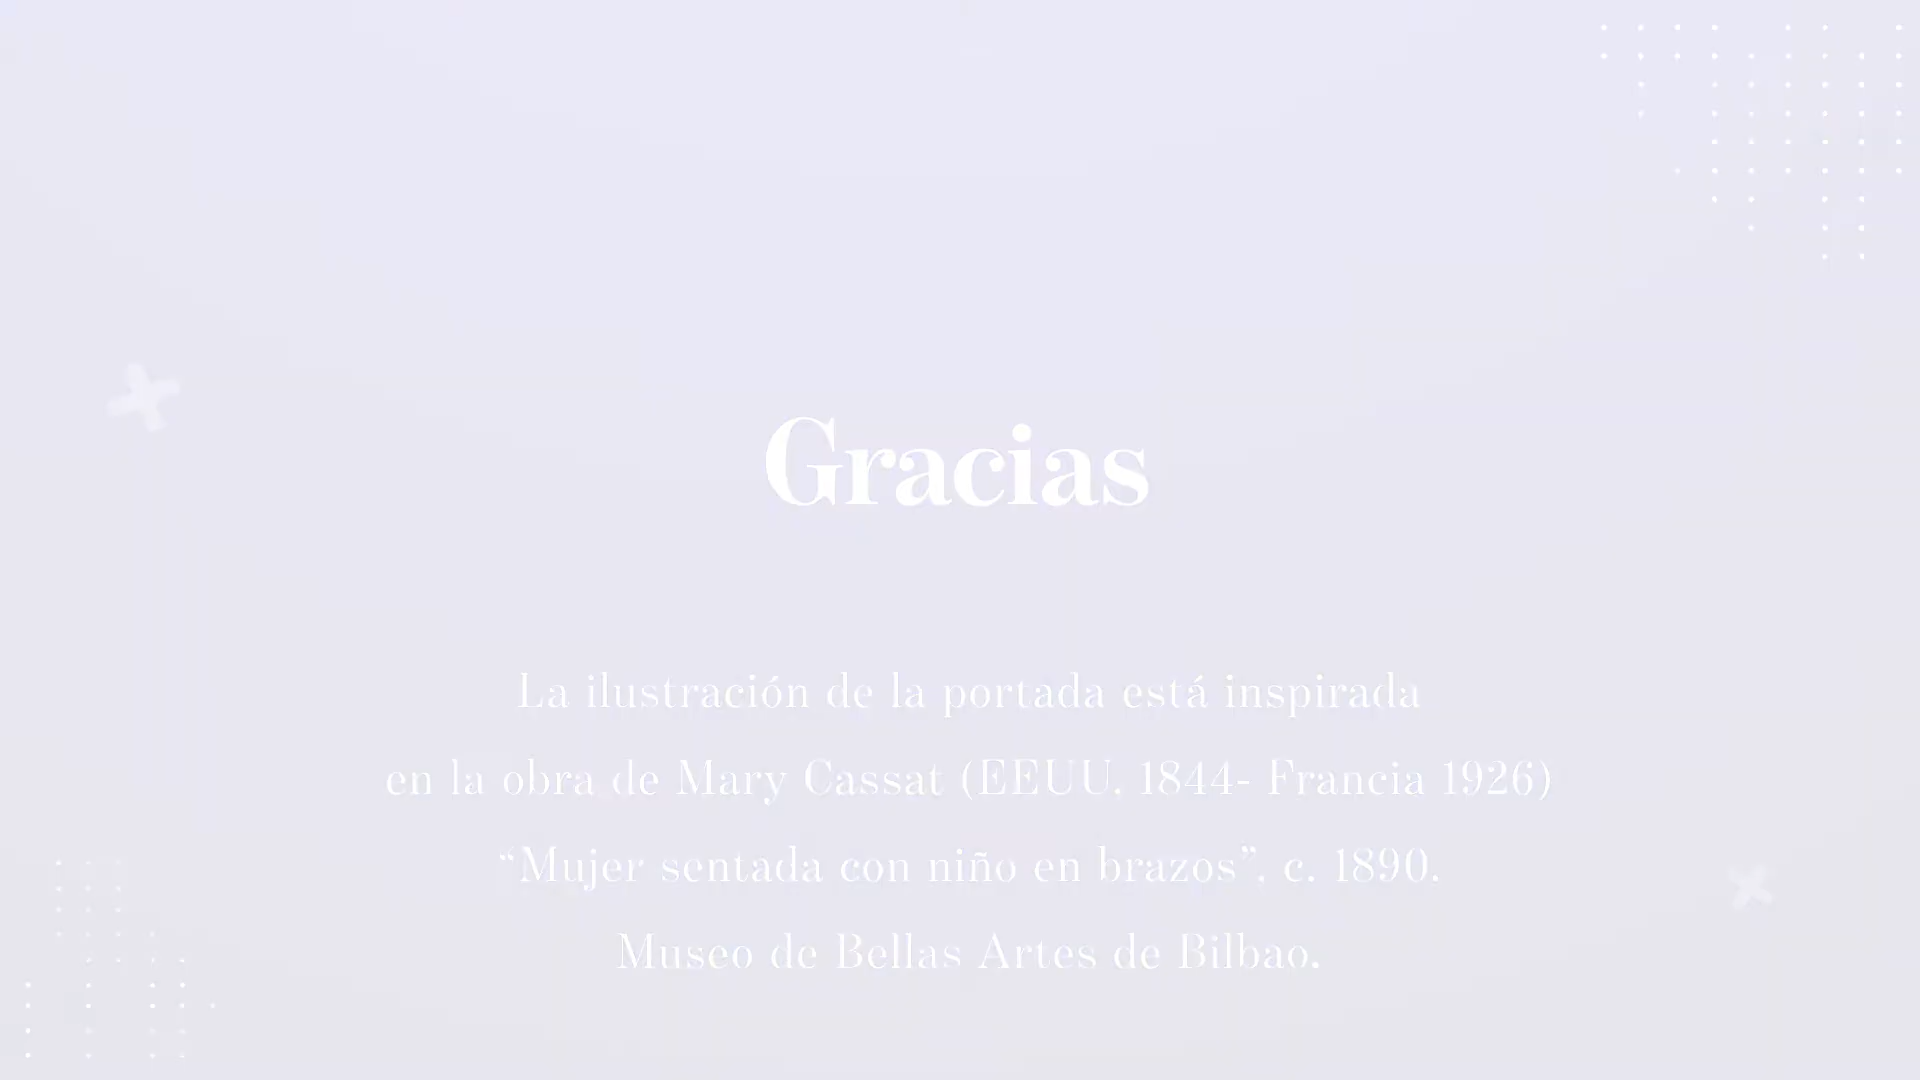 Gracias
La ilustración de la portada está inspirada
en la obra de Mary Cassat (EEUU, 1844- Francia 1926)
“Mujer sentada con niño en brazos”, c. 1890.
Museo de Bellas Artes de Bilbao.